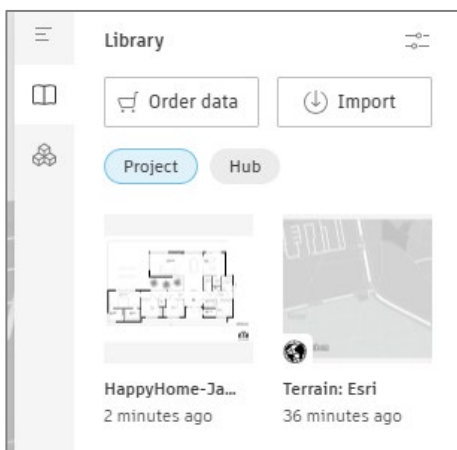 Library
Order data
Import
Project
Hub
HappyHome-Ja...
Terrain: Esri
2 minutes ago
36 minutes ago